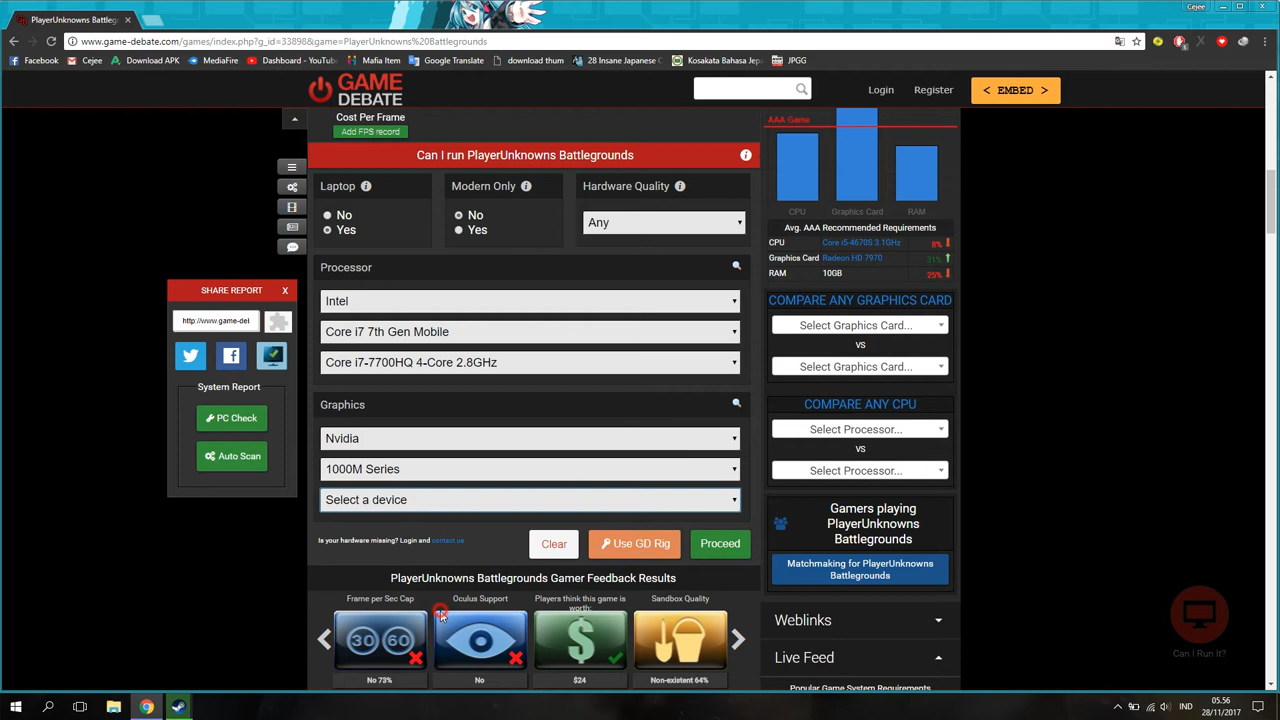 PlayerUnknowns Battleg
Cejee
www.game-debate.com/games/index.php?g_id=33898&game=PlayerUnknowns%20Battlegrounds
Facebook
Cejee
Download APK
MediaFire
Dashboard - YouTu
Mafia Item
Google Translate
download thum
28 Insane Japanese C
Kosakata Bahasa Jep
JPGG
GAME
DEBATE
Login
Register
< EMBED >
Cost Per Frame
Add FPS record
Can I run PlayerUnknowns Battlegrounds
Laptop
No
Yes
Modern Only
No
Yes
Hardware Quality
Any
Processor
Intel
Core i7 7th Gen Mobile
Core i7-7700HQ 4-Core 2.8GHz
Graphics
Nvidia
1000M Series
Select a device
Is your hardware missing? Login and contact us
Clear
Use GD Rig
Proceed
PlayerUnknowns Battlegrounds Gamer Feedback Results
Frame per Sec Cap
30 60
No 73%
Oculus Support
No
Players think this game is
worth:
$
$24
Sandbox Quality
Non-existent 64%
SHARE REPORT
X
http://www.game-del
System Report
PC Check
Auto Scan
AAA Game
CPU
Graphics Card
RAM
Avg. AAA Recommended Requirements
CPU Core i5-4670S 3.1GHz 8%
Graphics Card Radeon HD 7970 31%
RAM 10GB 25%
COMPARE ANY GRAPHICS CARD
Select Graphics Card...
VS
Select Graphics Card...
COMPARE ANY CPU
Select Processor...
VS
Select Processor...
Gamers playing
PlayerUnknowns
Battlegrounds
Matchmaking for PlayerUnknowns
Battlegrounds
Weblinks
Live Feed
Popular Game System Requirements
Can I Run It?
IND
05.56
28/11/2017